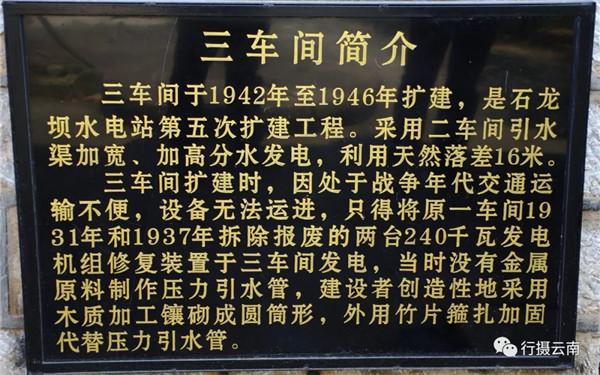 三车间简介
三车间于1942年至1946年扩建，是石龙
坝水电站第五次扩建工程。采用二车间引水
渠加宽、加高分水发电，利用天然落差16米。
三车间扩建时，因处于战争年代交通运
输不便，设备无法运进，只得将原一车间19
31年和1937年拆除报废的两台240千瓦发电
机组修复装置于三车间发电，当时没有金属
原料制作压力引水管，建设者创造性地采用
木质加工镶砌成圆筒形，外用竹片箍扎加固
代替压力引水管。
行摄云南